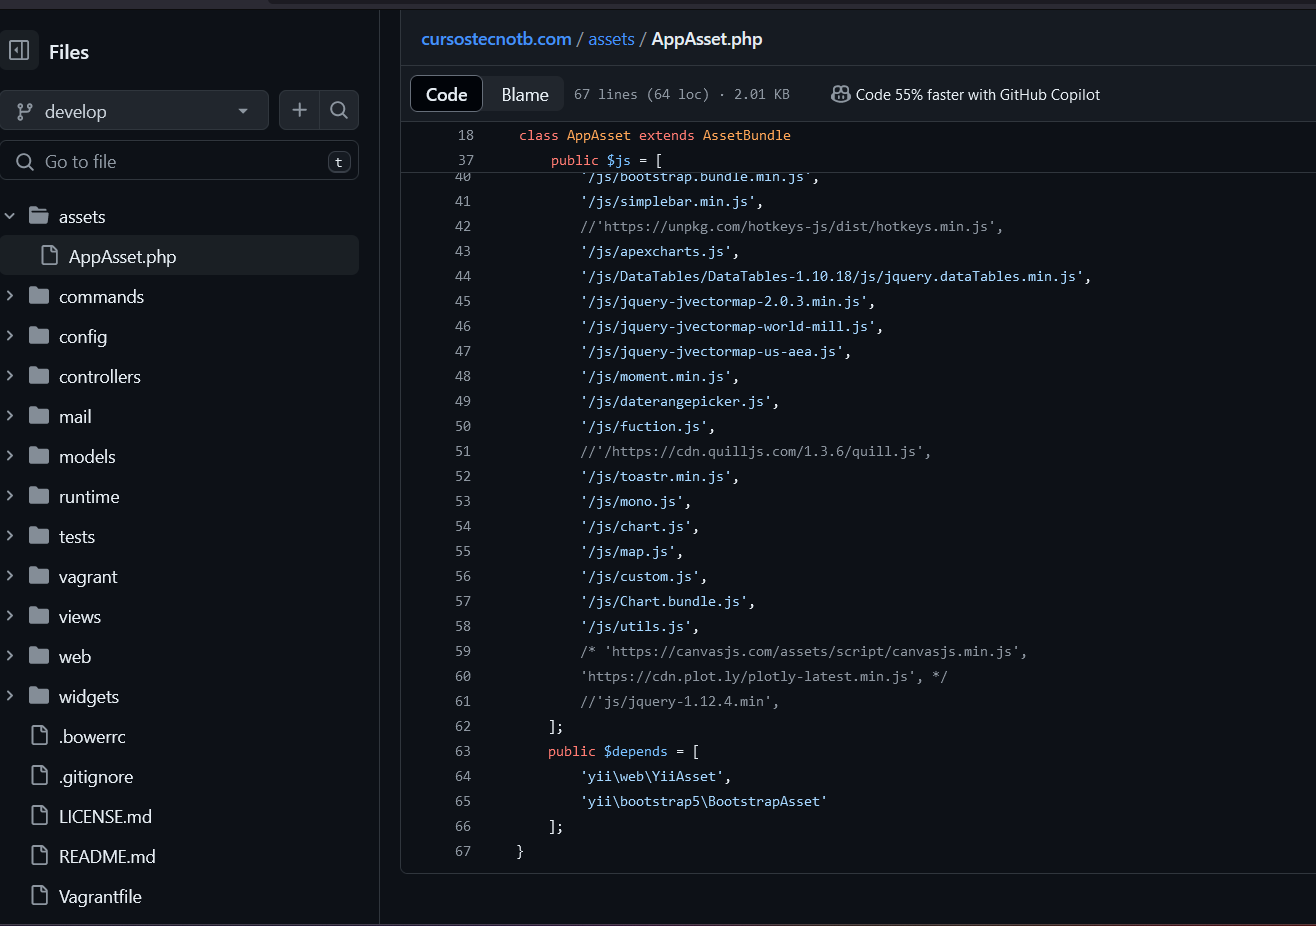 Files
develop
Go to file
t
assets
AppAsset.php
commands
config
controllers
mail
models
runtime
tests
vagrant
views
web
widgets
.bowerrc
.gitignore
LICENSE.md
README.md
Vagrantfile
cursostecnotb.com / assets / AppAsset.php
Code Blame 67 lines (64 loc) · 2.01 KB Code 55% faster with GitHub Copilot
18 class AppAsset extends AssetBundle
37 public $js = [
40 '/js/bootstrap.bundle.min.js',
41 '/js/simplebar.min.js',
42 //'https://unpkg.com/hotkeys-js/dist/hotkeys.min.js',
43 '/js/apexcharts.js',
44 '/js/DataTables/DataTables-1.10.18/js/jquery.dataTables.min.js',
45 '/js/jquery-jvectormap-2.0.3.min.js',
46 '/js/jquery-jvectormap-world-mill.js',
47 '/js/jquery-jvectormap-us-aea.js',
48 '/js/moment.min.js',
49 '/js/daterangepicker.js',
50 '/js/fuction.js',
51 //'/https://cdn.quilljs.com/1.3.6/quill.js',
52 '/js/toastr.min.js',
53 '/js/mono.js',
54 '/js/chart.js',
55 '/js/map.js',
56 '/js/custom.js',
57 '/js/Chart.bundle.js',
58 '/js/utils.js',
59 /* 'https://canvasjs.com/assets/script/canvasjs.min.js',
60 'https://cdn.plot.ly/plotly-latest.min.js', */
61 //'js/jquery-1.12.4.min',
62 ];
63 public $depends = [
64 'yii\web\YiiAsset',
65 'yii\bootstrap5\BootstrapAsset'
66 ];
67 }